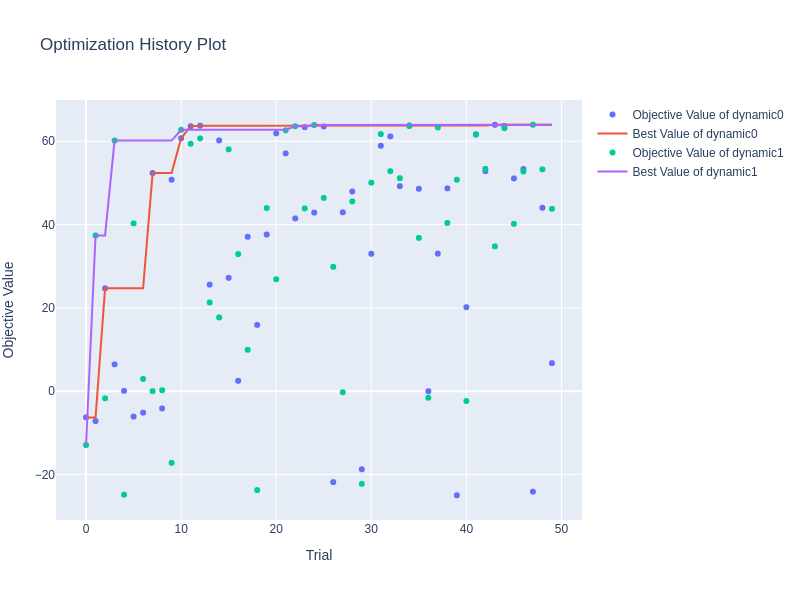 Optimization History Plot
Objective Value
60
40
20
0
−20
0
10
20
30
40
50
Trial
Objective Value of dynamic0
Best Value of dynamic0
Objective Value of dynamic1
Best Value of dynamic1